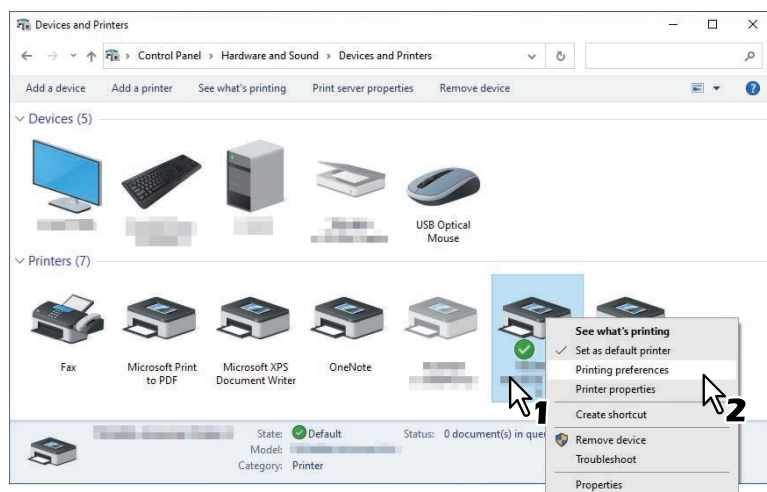 Devices and Printers
Control Panel > Hardware and Sound > Devices and Printers
Add a device Add a printer See what's printing Print server properties Remove device
Devices (5)
USB Optical
Mouse
Printers (7)
Fax
Microsoft Print
to PDF
Microsoft XPS
Document Writer
OneNote
See what's printing
Set as default printer
Printing preferences
Printer properties
Create shortcut
Remove device
Troubleshoot
Properties
1
2
State: Default Status: 0 document(s) in que
Model:
Category: Printer